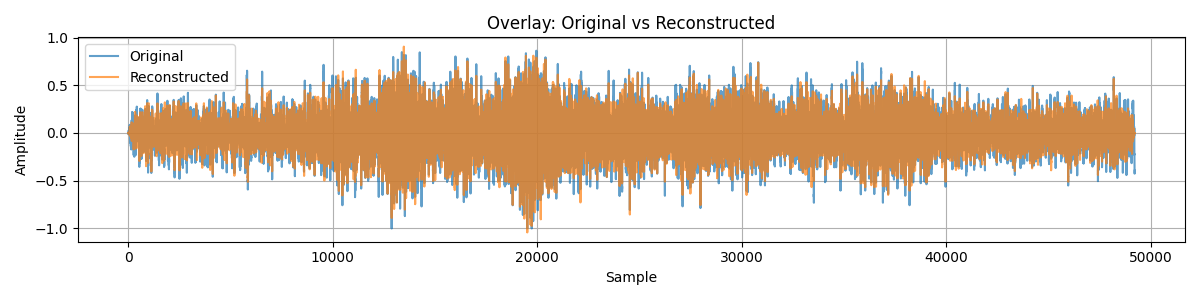 Overlay: Original vs Reconstructed
Original
Reconstructed
Amplitude
1.0
0.5
0.0
−0.5
−1.0
0 10000 20000 30000 40000 50000
Sample